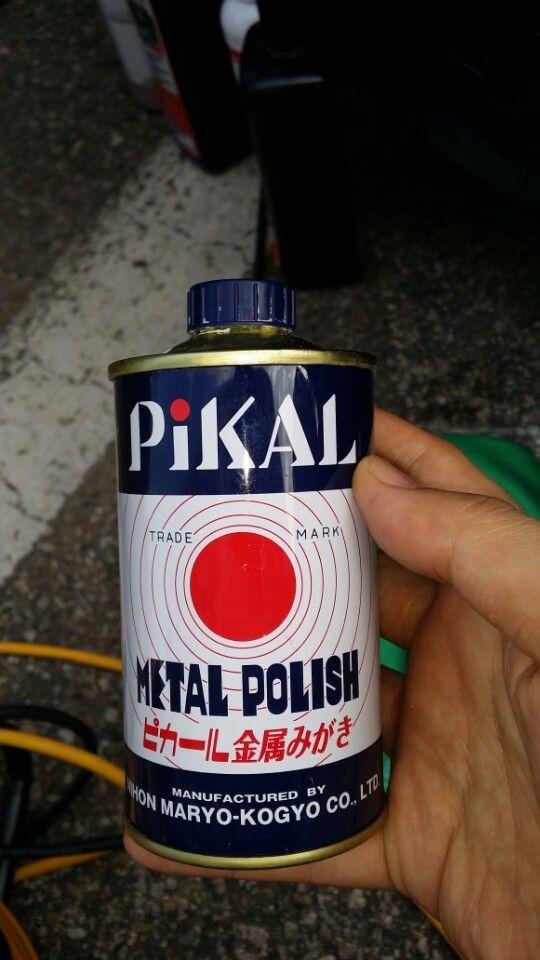 PiKAL
TRADE MARK
METAL POLISH
ピカール金属みがき
MANUFACTURED BY
NIHON MARYO-KOGYO CO., LTD.